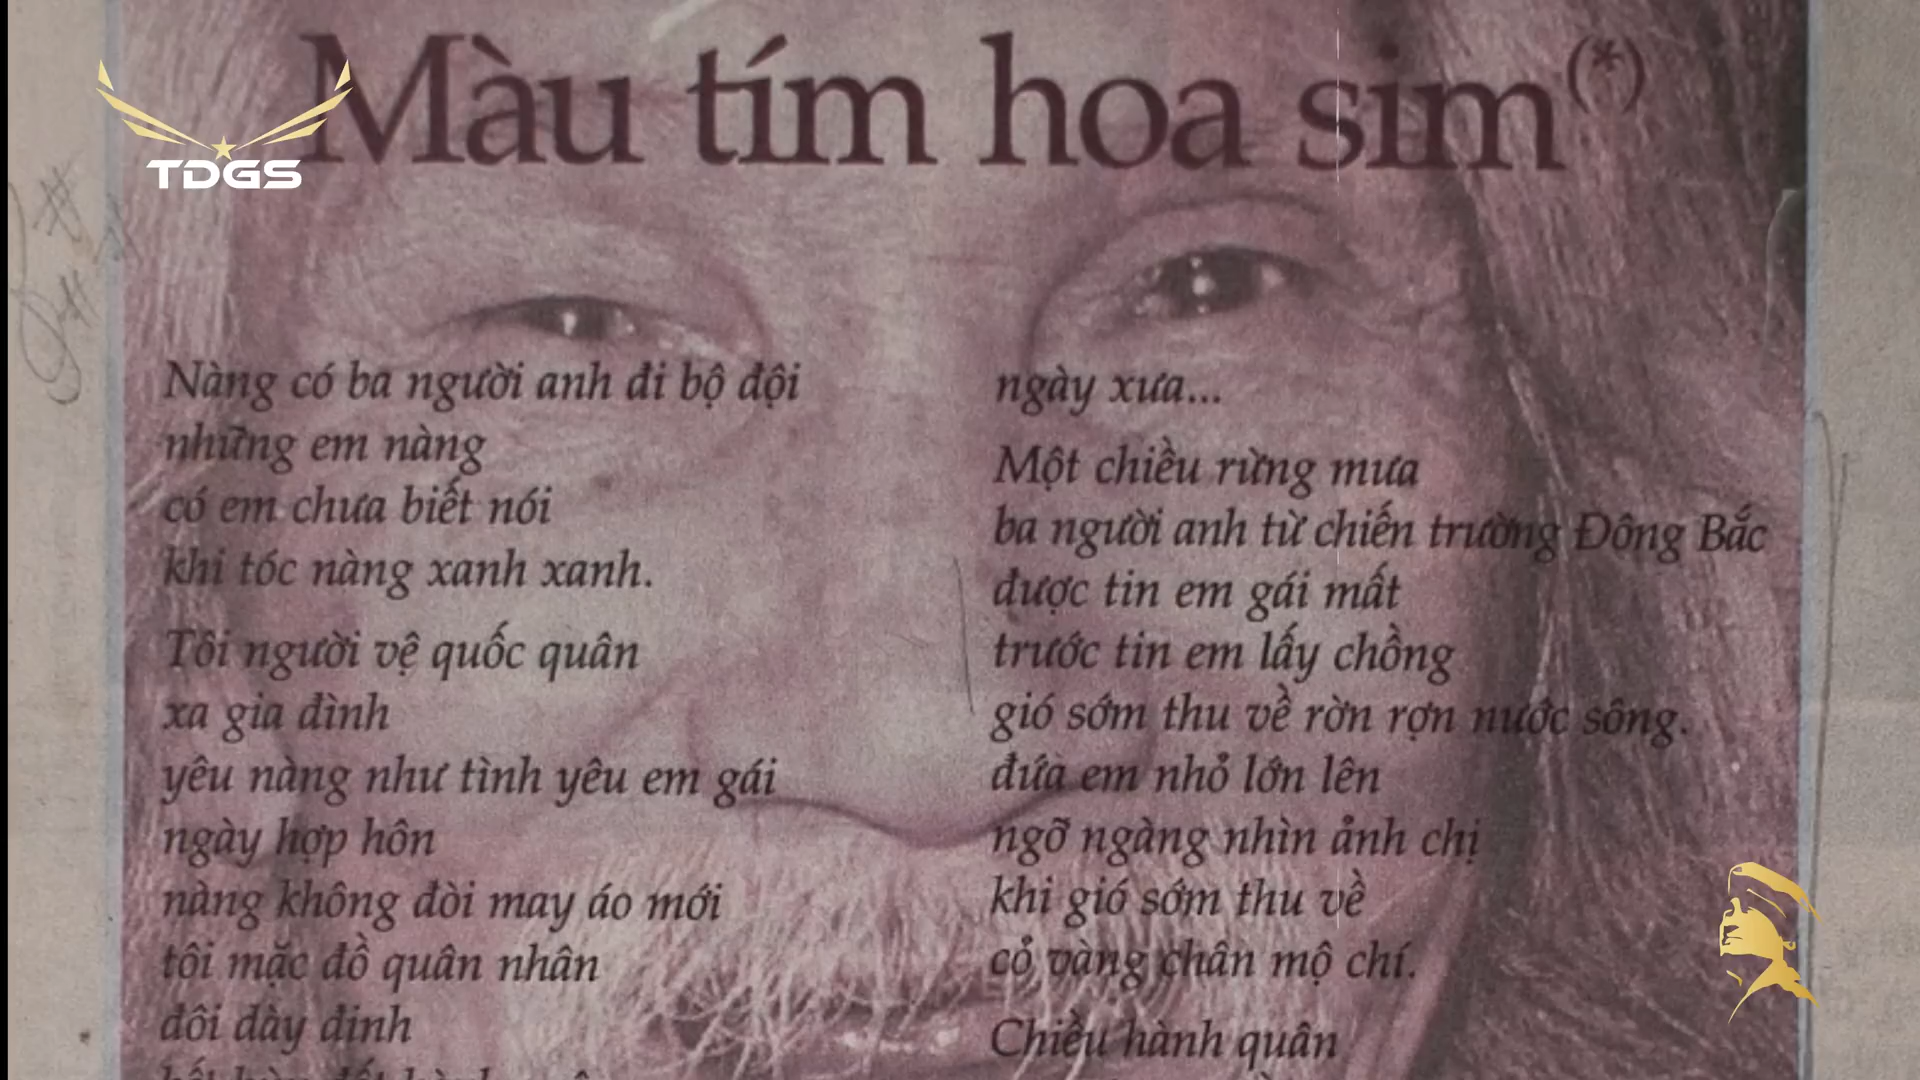 Màu tím hoa sim(*)
TDGS
Nàng có ba người anh đi bộ đội
những em nàng
có em chưa biết nói
khi tóc nàng xanh xanh.
Tôi người vệ quốc quân
xa gia đình
yêu nàng như tình yêu em gái
ngày hợp hôn
nàng không đòi may áo mới
tôi mặc đồ quân nhân
đôi dày đinh
ngày xưa...
Một chiều rừng mưa
ba người anh từ chiến trường Đông Bắc
được tin em gái mất
trước tin em lấy chồng
gió sớm thu về rờn rợn nước sông.
đứa em nhỏ lớn lên
ngỡ ngàng nhìn ảnh chị
khi gió sớm thu về
cỏ vàng chân mộ chí.
Chiều hành quân